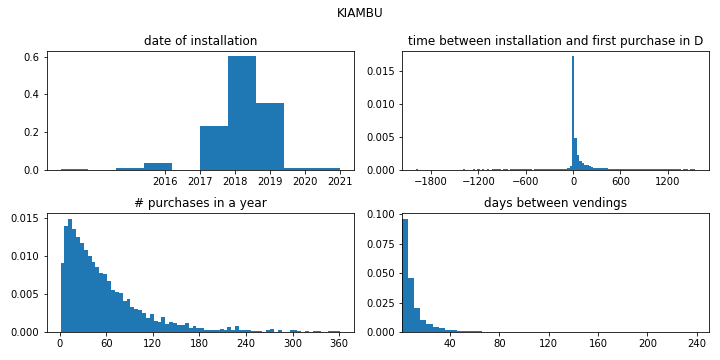 KIAMBU
date of installation
0.6
0.4
0.2
0.0
2016 2017 2018 2019 2020 2021
time between installation and first purchase in D
0.015
0.010
0.005
0.000
−1800 −1200 −600 0 600 1200
# purchases in a year
0.015
0.010
0.005
0.000
0 60 120 180 240 300 360
days between vendings
0.100
0.075
0.050
0.025
0.000
40 80 120 160 200 240